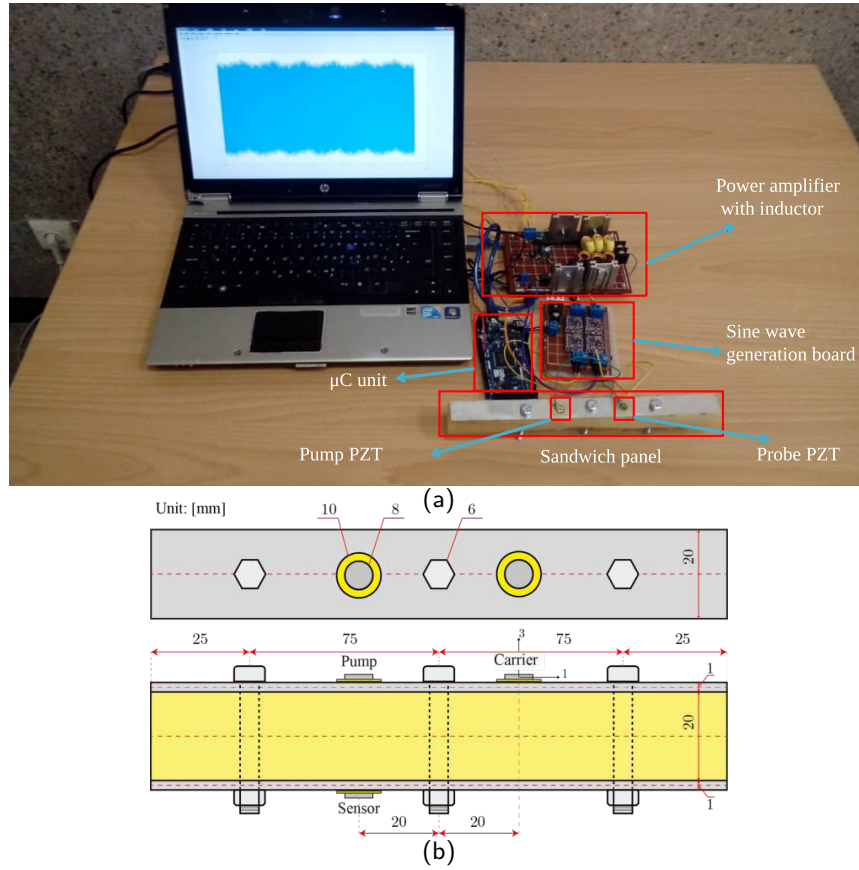 Power amplifier
with inductor
hp
Sine wave
generation board
μC unit
Pump PZT
Sandwich panel
Probe PZT
(a)
Unit: [mm]
10
8
6
20
25
75
75
25
3
Pump
Carrier
1
1
20
Sensor
1
20
20
(b)